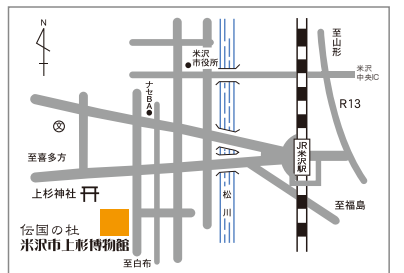 N
米沢
市役所
至山形
米沢
中央IC
ナセBA
R13
文
JR米沢駅
至喜多方
上杉神社
松川
至福島
伝国の杜
米沢市上杉博物館
至白布